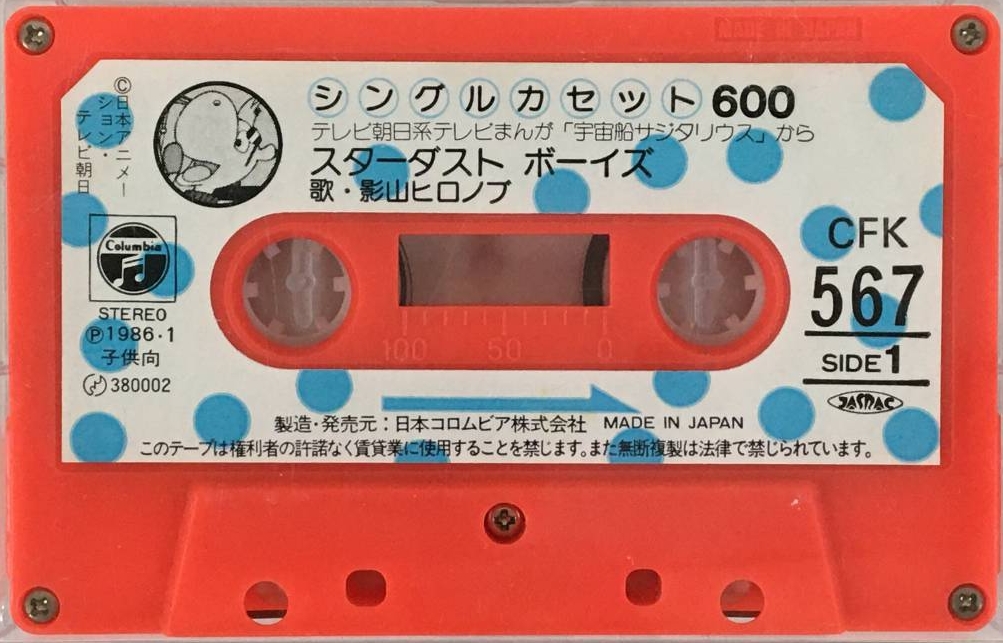 MADE IN JAPAN
シングルカセット 600
テレビ朝日系テレビまんが「宇宙船サジタリウス」から
スターダスト ボーイズ
歌・影山ヒロノブ
©日本アニメー
ション・
テレビ朝日
Columbia
STEREO
Ⓟ1986・1
子供向
380002
CFK
567
SIDE 1
JASRAC
100 50 0
製造・発売元：日本コロムビア株式会社 MADE IN JAPAN
このテープは権利者の許諾なく賃貸業に使用することを禁じます。また無断複製は法律で禁じられています。